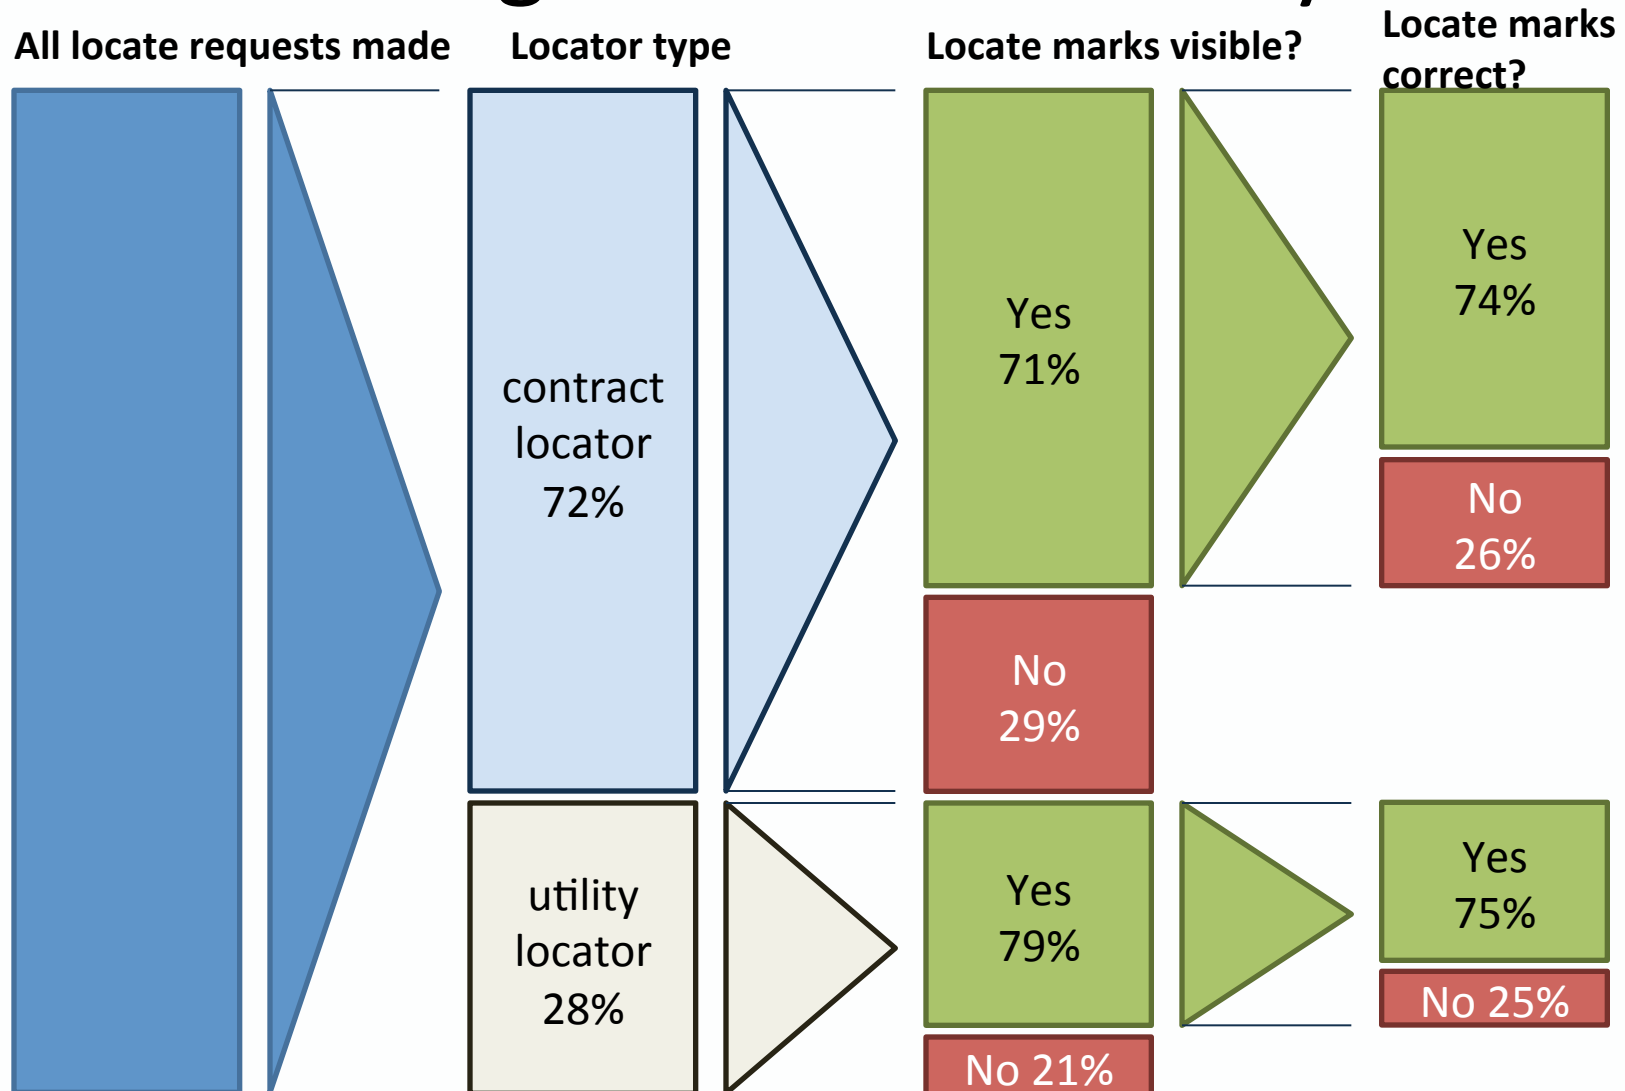 All locate requests made
Locator type
Locate marks visible?
Locate marks
correct?
contract
locator
72%
Yes
71%
Yes
74%
No
26%
No
29%
utility
locator
28%
Yes
79%
Yes
75%
No 25%
No 21%